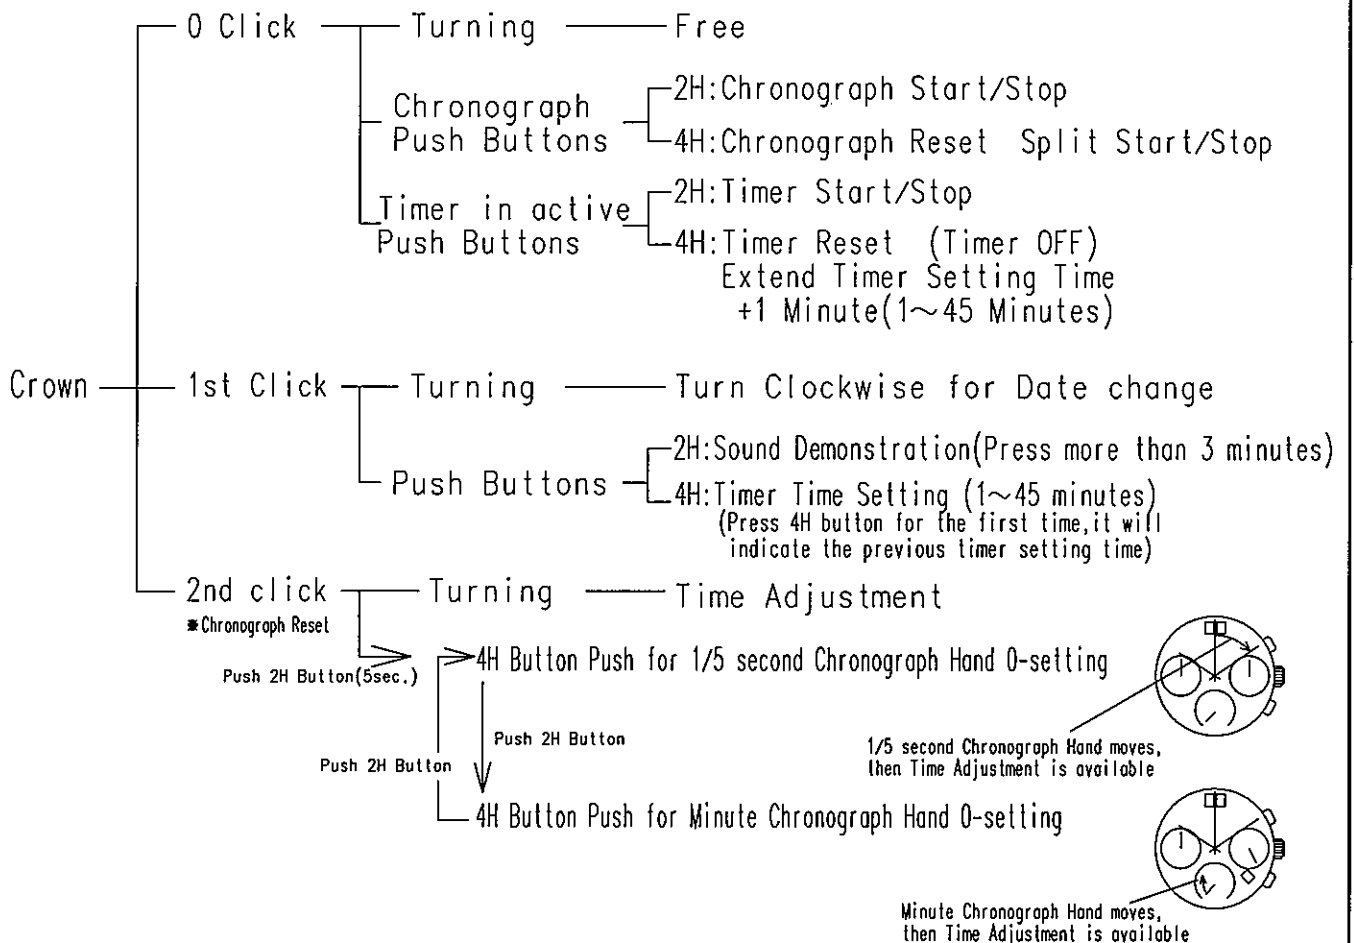 0 Click Turning Free
Chronograph
Push Buttons
2H:Chronograph Start/Stop
4H:Chronograph Reset Split Start/Stop
Timer in active
Push Buttons
2H:Timer Start/Stop
4H:Timer Reset (Timer OFF)
Extend Timer Setting Time
+1 Minute(1~45 Minutes)
Crown
1st Click Turning Turn Clockwise for Date change
Push Buttons
2H:Sound Demonstration(Press more than 3 minutes)
4H:Timer Time Setting (1~45 minutes)
(Press 4H button for the first time,it will
indicate the previous timer setting time)
2nd click Turning Time Adjustment
*Chronograph Reset
Push 2H Button(5sec.)
4H Button Push for 1/5 second Chronograph Hand 0-setting
Push 2H Button
Push 2H Button
1/5 second Chronograph Hand moves,
then Time Adjustment is available
4H Button Push for Minute Chronograph Hand 0-setting
Minute Chronograph Hand moves,
then Time Adjustment is available